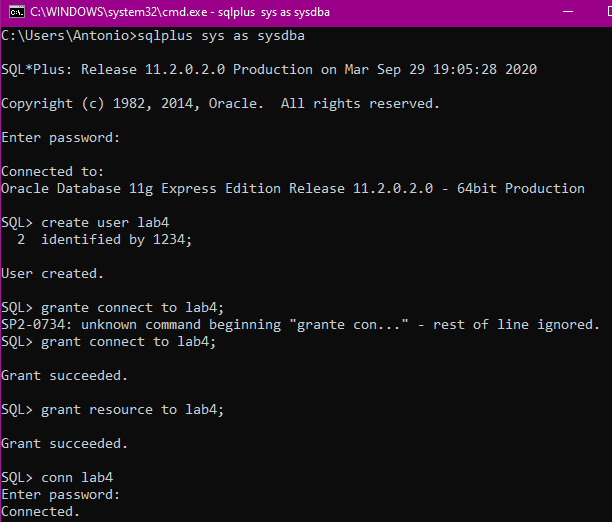 C:\WINDOWS\system32\cmd.exe - sqlplus  sys as sysdba
C:\Users\Antonio>sqlplus sys as sysdba
SQL*Plus: Release 11.2.0.2.0 Production on Mar Sep 29 19:05:28 2020
Copyright (c) 1982, 2014, Oracle.  All rights reserved.
Enter password:
Connected to:
Oracle Database 11g Express Edition Release 11.2.0.2.0 - 64bit Production
SQL> create user lab4
  2  identified by 1234;
User created.
SQL> grante connect to lab4;
SP2-0734: unknown command beginning "grante con..." - rest of line ignored.
SQL> grant connect to lab4;
Grant succeeded.
SQL> grant resource to lab4;
Grant succeeded.
SQL> conn lab4
Enter password:
Connected.